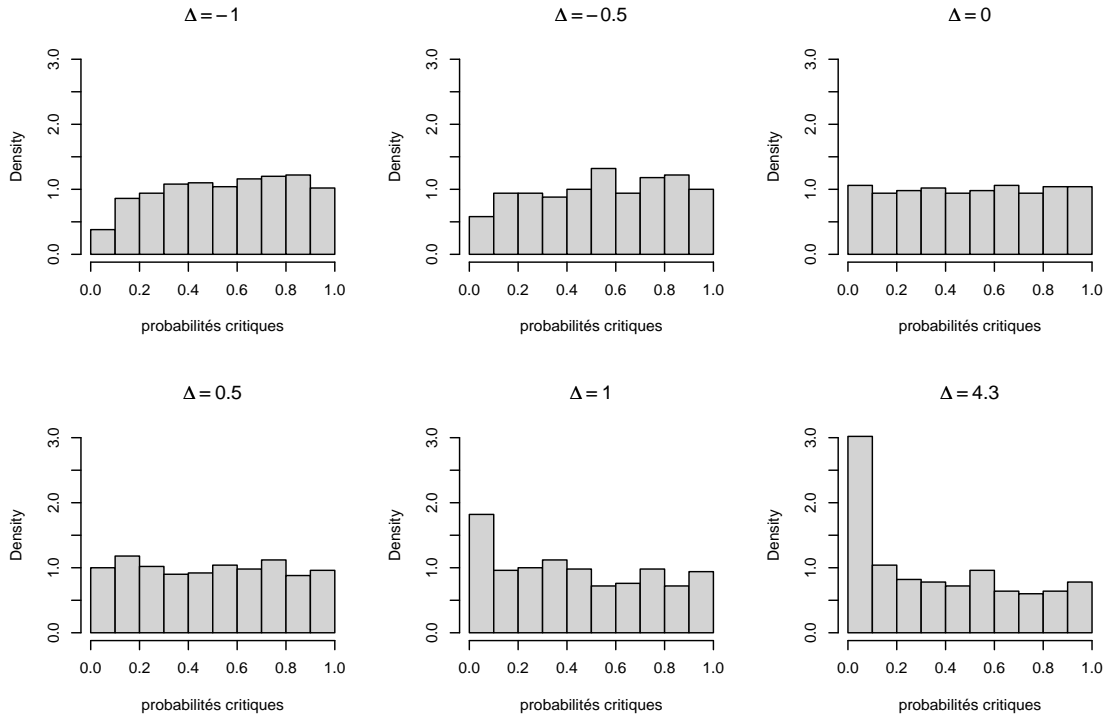 Δ = −1
Density
0.0 1.0 2.0 3.0
0.0 0.2 0.4 0.6 0.8 1.0
probabilités critiques
Δ = −0.5
Density
0.0 1.0 2.0 3.0
0.0 0.2 0.4 0.6 0.8 1.0
probabilités critiques
Δ = 0
Density
0.0 1.0 2.0 3.0
0.0 0.2 0.4 0.6 0.8 1.0
probabilités critiques
Δ = 0.5
Density
0.0 1.0 2.0 3.0
0.0 0.2 0.4 0.6 0.8 1.0
probabilités critiques
Δ = 1
Density
0.0 1.0 2.0 3.0
0.0 0.2 0.4 0.6 0.8 1.0
probabilités critiques
Δ = 4.3
Density
0.0 1.0 2.0 3.0
0.0 0.2 0.4 0.6 0.8 1.0
probabilités critiques